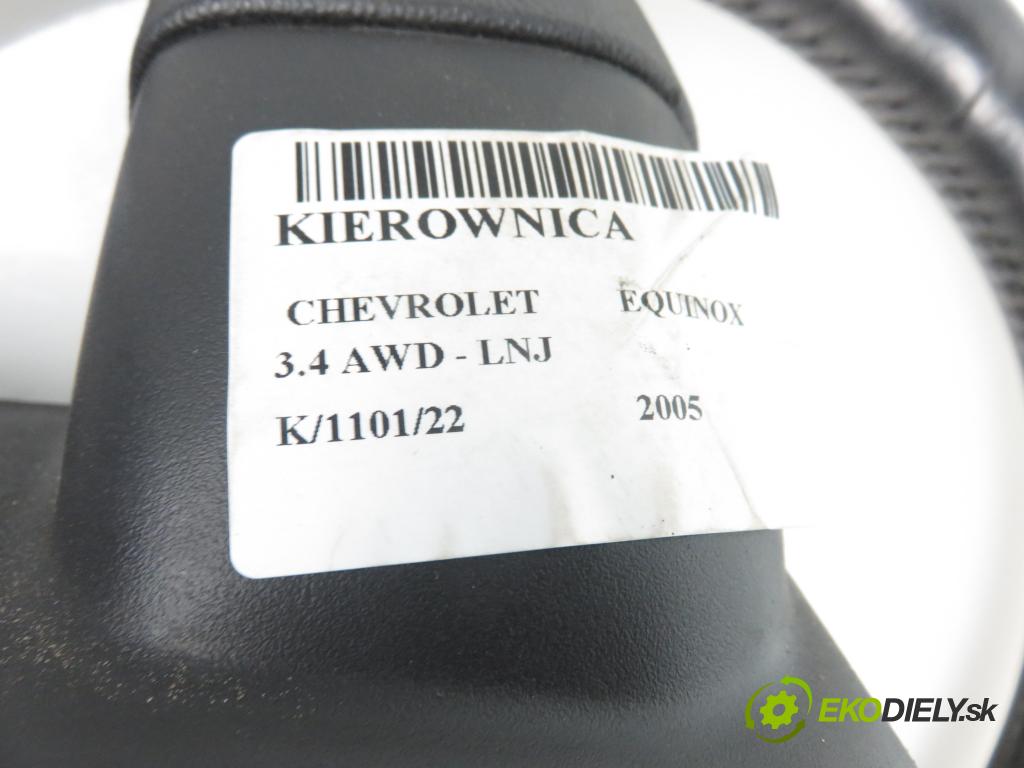 KIEROWNICA
CHEVROLET EQUINOX
3.4 AWD - LNJ
K/1101/22 2005
EKODIELY.sk